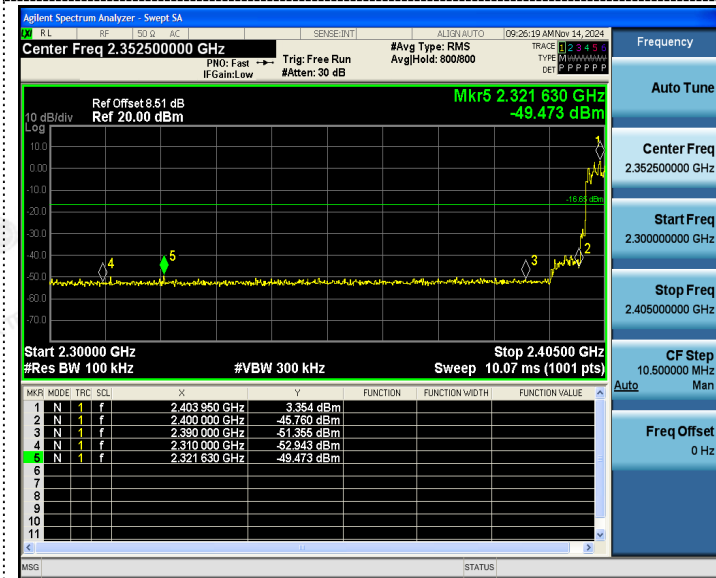 Agilent Spectrum Analyzer - Swept SA
LXI RL RF 50 Ω AC SENSE:INT ALIGN AUTO 09:26:19 AM Nov 14, 2024
Center Freq 2.352500000 GHz #Avg Type: RMS TRACE 1 2 3 4 5 6
PNO: Fast Trig: Free Run Avg|Hold: 800/800 TYPE M
IFGain:Low #Atten: 30 dB DET P P P P P P
Frequency
Auto Tune
Center Freq
2.352500000 GHz
Start Freq
2.300000000 GHz
Stop Freq
2.405000000 GHz
CF Step
10.500000 MHz
Auto Man
Freq Offset
0 Hz
Ref Offset 8.51 dB Mkr5 2.321 630 GHz
10 dB/div Ref 20.00 dBm -49.473 dBm
Log
10.0
0.00
-10.0
-20.0
-30.0
-40.0
-50.0
-60.0
-70.0
1
-16.65 dBm
2
3
4
5
Start 2.30000 GHz Stop 2.40500 GHz
#Res BW 100 kHz #VBW 300 kHz Sweep 10.07 ms (1001 pts)
MKR MODE TRC SCL X Y FUNCTION FUNCTION WIDTH FUNCTION VALUE
1 N 1 f 2.403 950 GHz 3.354 dBm
2 N 1 f 2.400 000 GHz -45.760 dBm
3 N 1 f 2.390 000 GHz -51.355 dBm
4 N 1 f 2.310 000 GHz -52.943 dBm
5 N 1 f 2.321 630 GHz -49.473 dBm
6
7
8
9
10
11
MSG STATUS